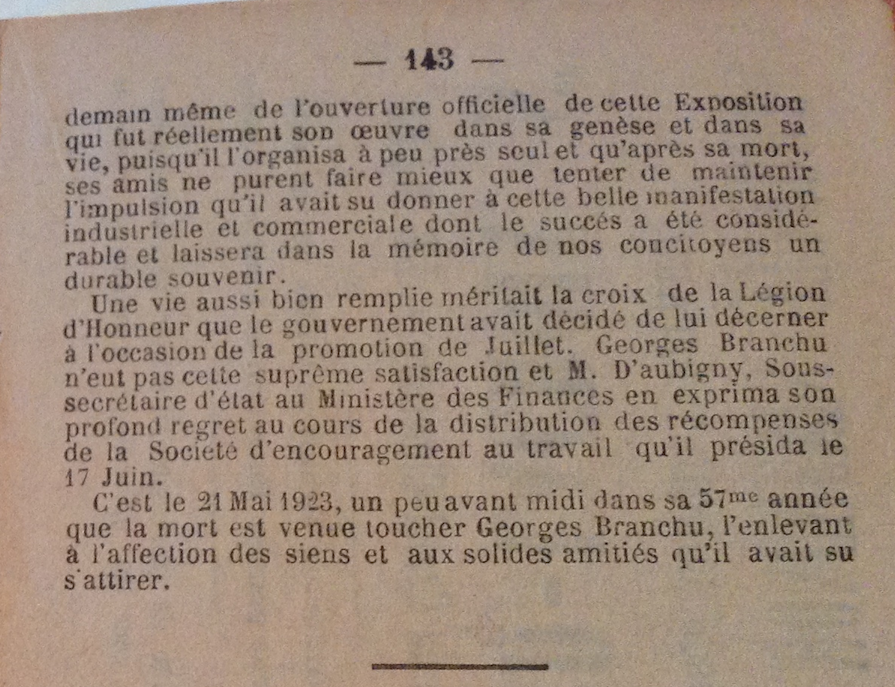 — 143 —
demain même de l'ouverture officielle de cette Exposition
qui fut réellement son œuvre dans sa genèse et dans sa
vie, puisqu'il l'organisa à peu près seul et qu'après sa mort,
ses amis ne purent faire mieux que tenter de maintenir
l'impulsion qu'il avait su donner à cette belle manifestation
industrielle et commerciale dont le succés a été considé-
rable et laissera dans la mémoire de nos concitoyens un
durable souvenir.
Une vie aussi bien remplie méritait la croix de la Légion
d'Honneur que le gouvernement avait décidé de lui décerner
à l'occasion de la promotion de Juillet. Georges Branchu
n'eut pas cette suprême satisfaction et M. D'aubigny, Sous-
secrétaire d'état au Ministère des Finances en exprima son
profond regret au cours de la distribution des récompenses
de la Societé d'encouragement au travail qu'il présida le
17 Juin.
C'est le 21 Mai 1923, un peu avant midi dans sa 57me année
que la mort est venue toucher Georges Branchu, l'enlevant
à l'affection des siens et aux solides amitiés qu'il avait su
s'attirer.